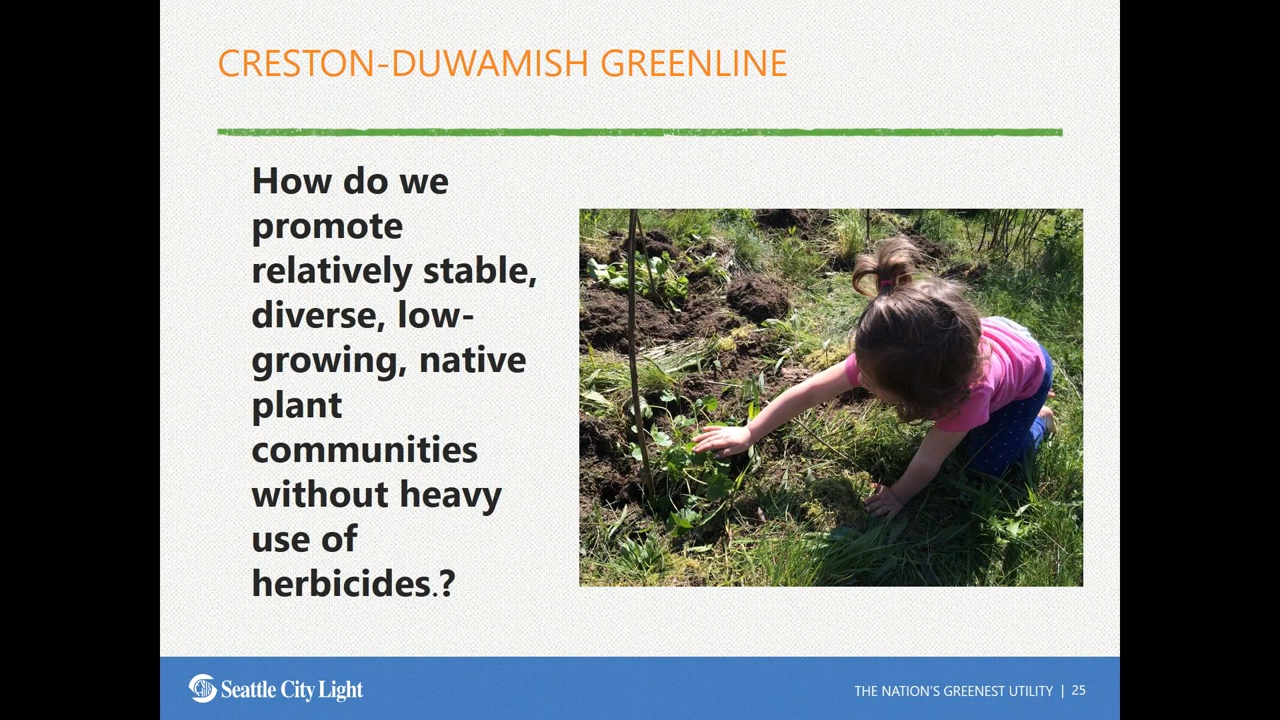 CRESTON-DUWAMISH GREENLINE
How do we
promote
relatively stable,
diverse, low-
growing, native
plant
communities
without heavy
use of
herbicides.?
Seattle City Light
THE NATION'S GREENEST UTILITY | 25